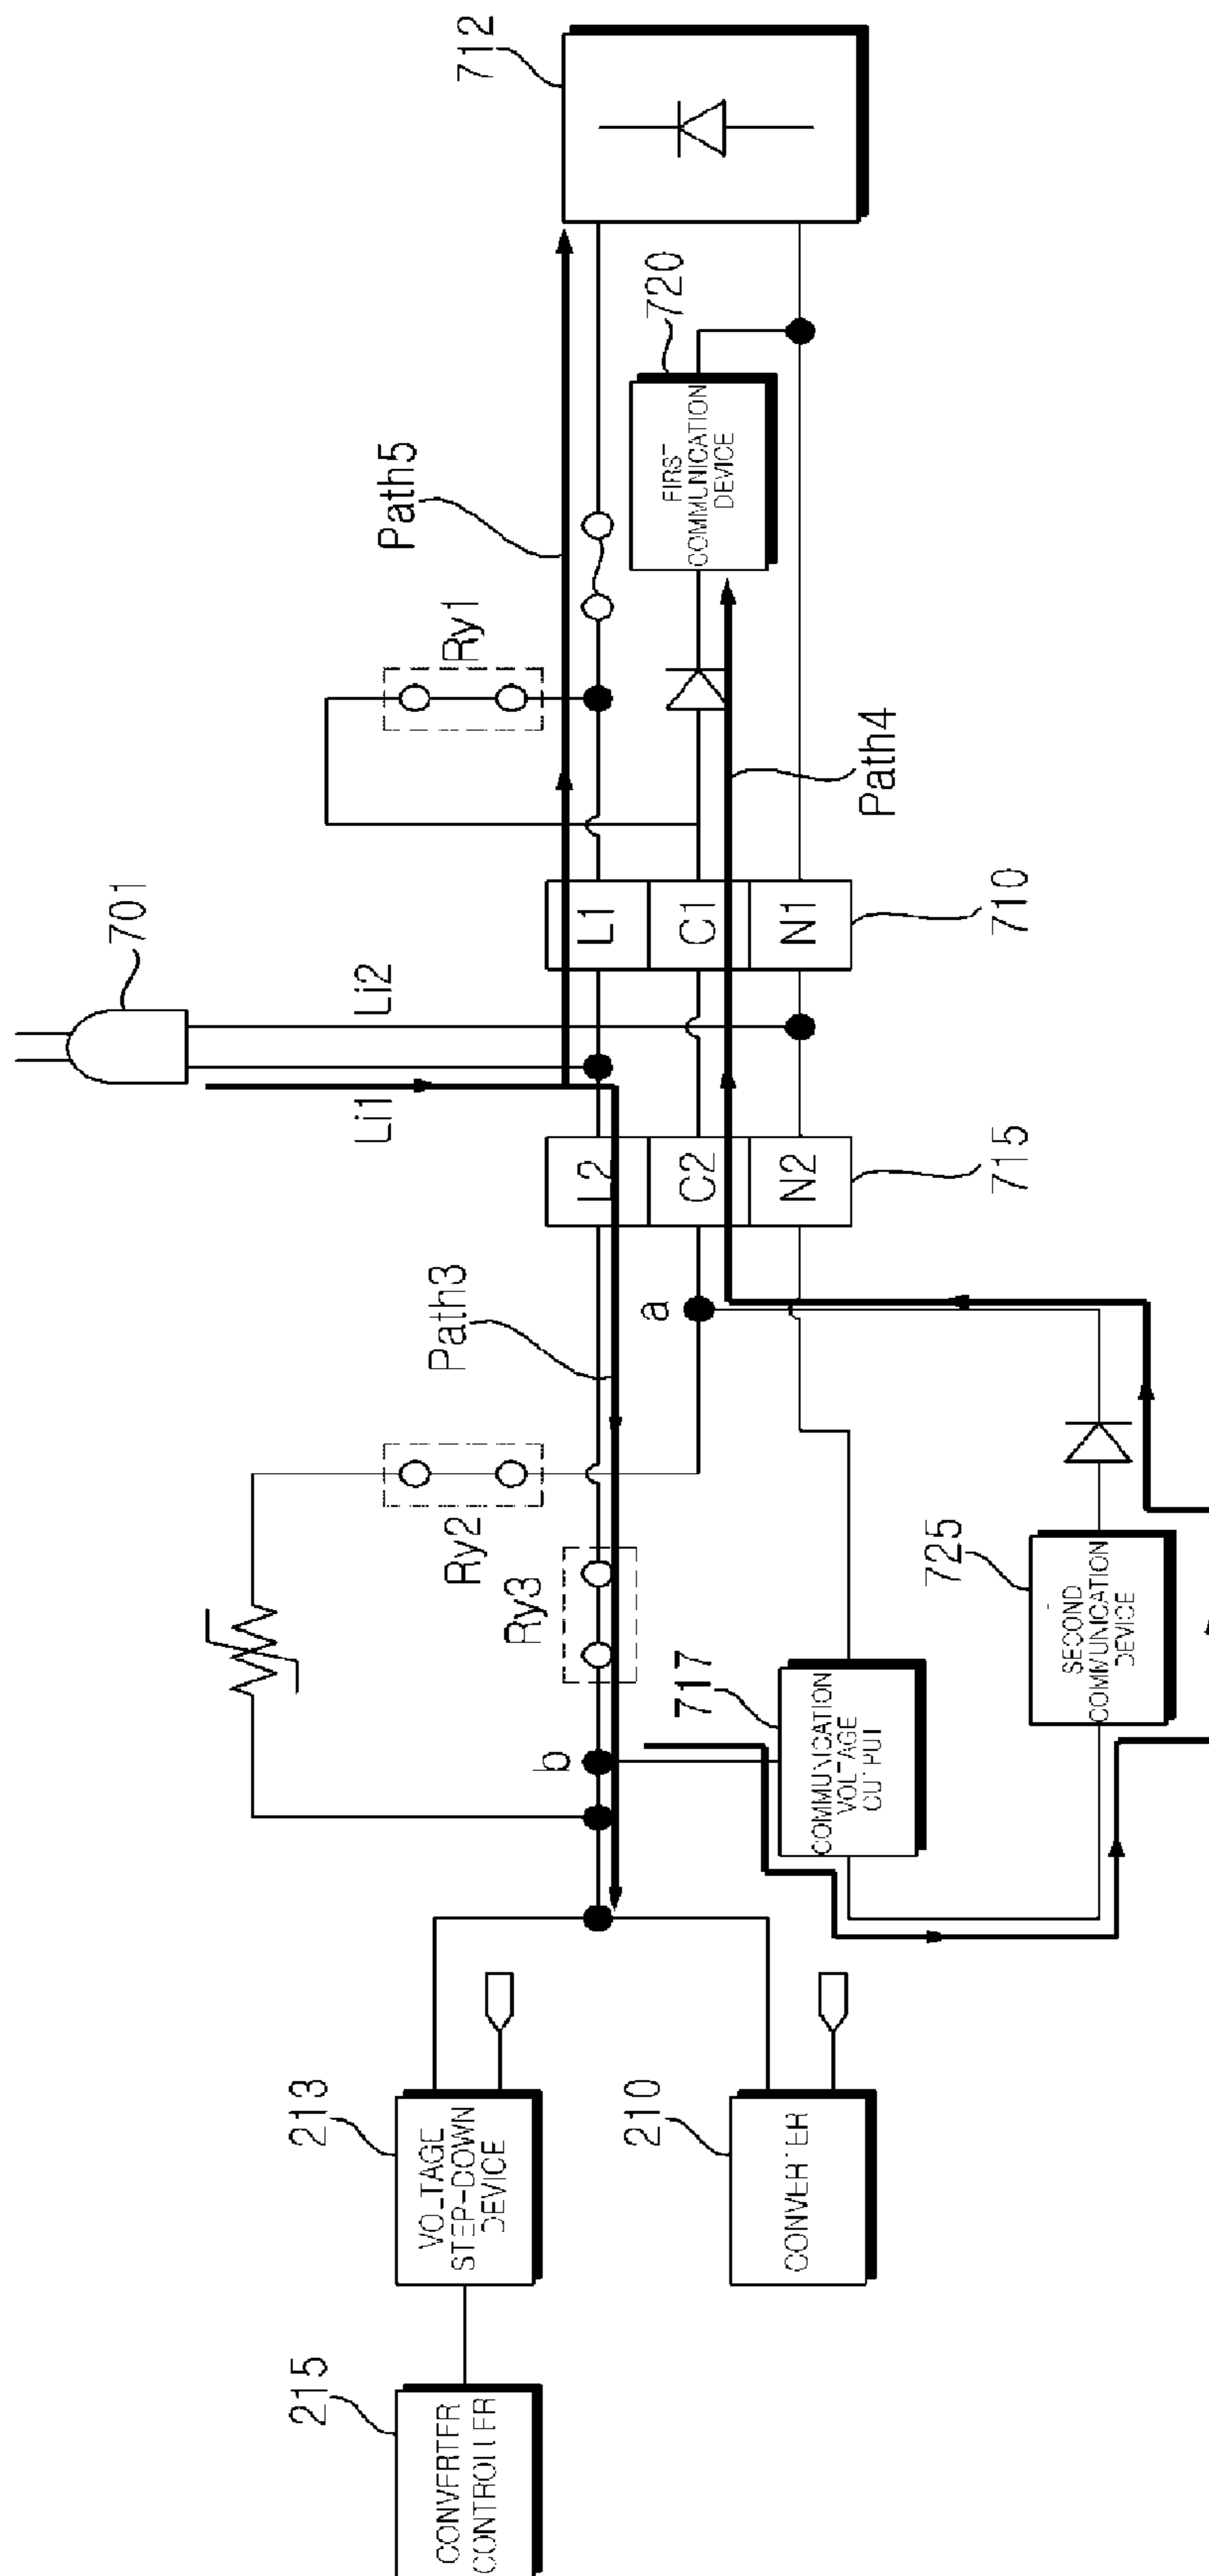 712
720
FIRST
COMMUNICATION
DEVICE
Path5
Ry1
Path4
701
Li2
Li1
L1
C1
N1
710
L2
C2
N2
715
Path3
a
Ry2
Ry3
b
717
COMMUNICATION
VOLTAGE
OUTPUT
725
SECOND
COMMUNICATION
DEVICE
213
VOLTAGE
STEP-DOWN
DEVICE
210
CONVERTER
215
CONVERTER
CONTROLLER